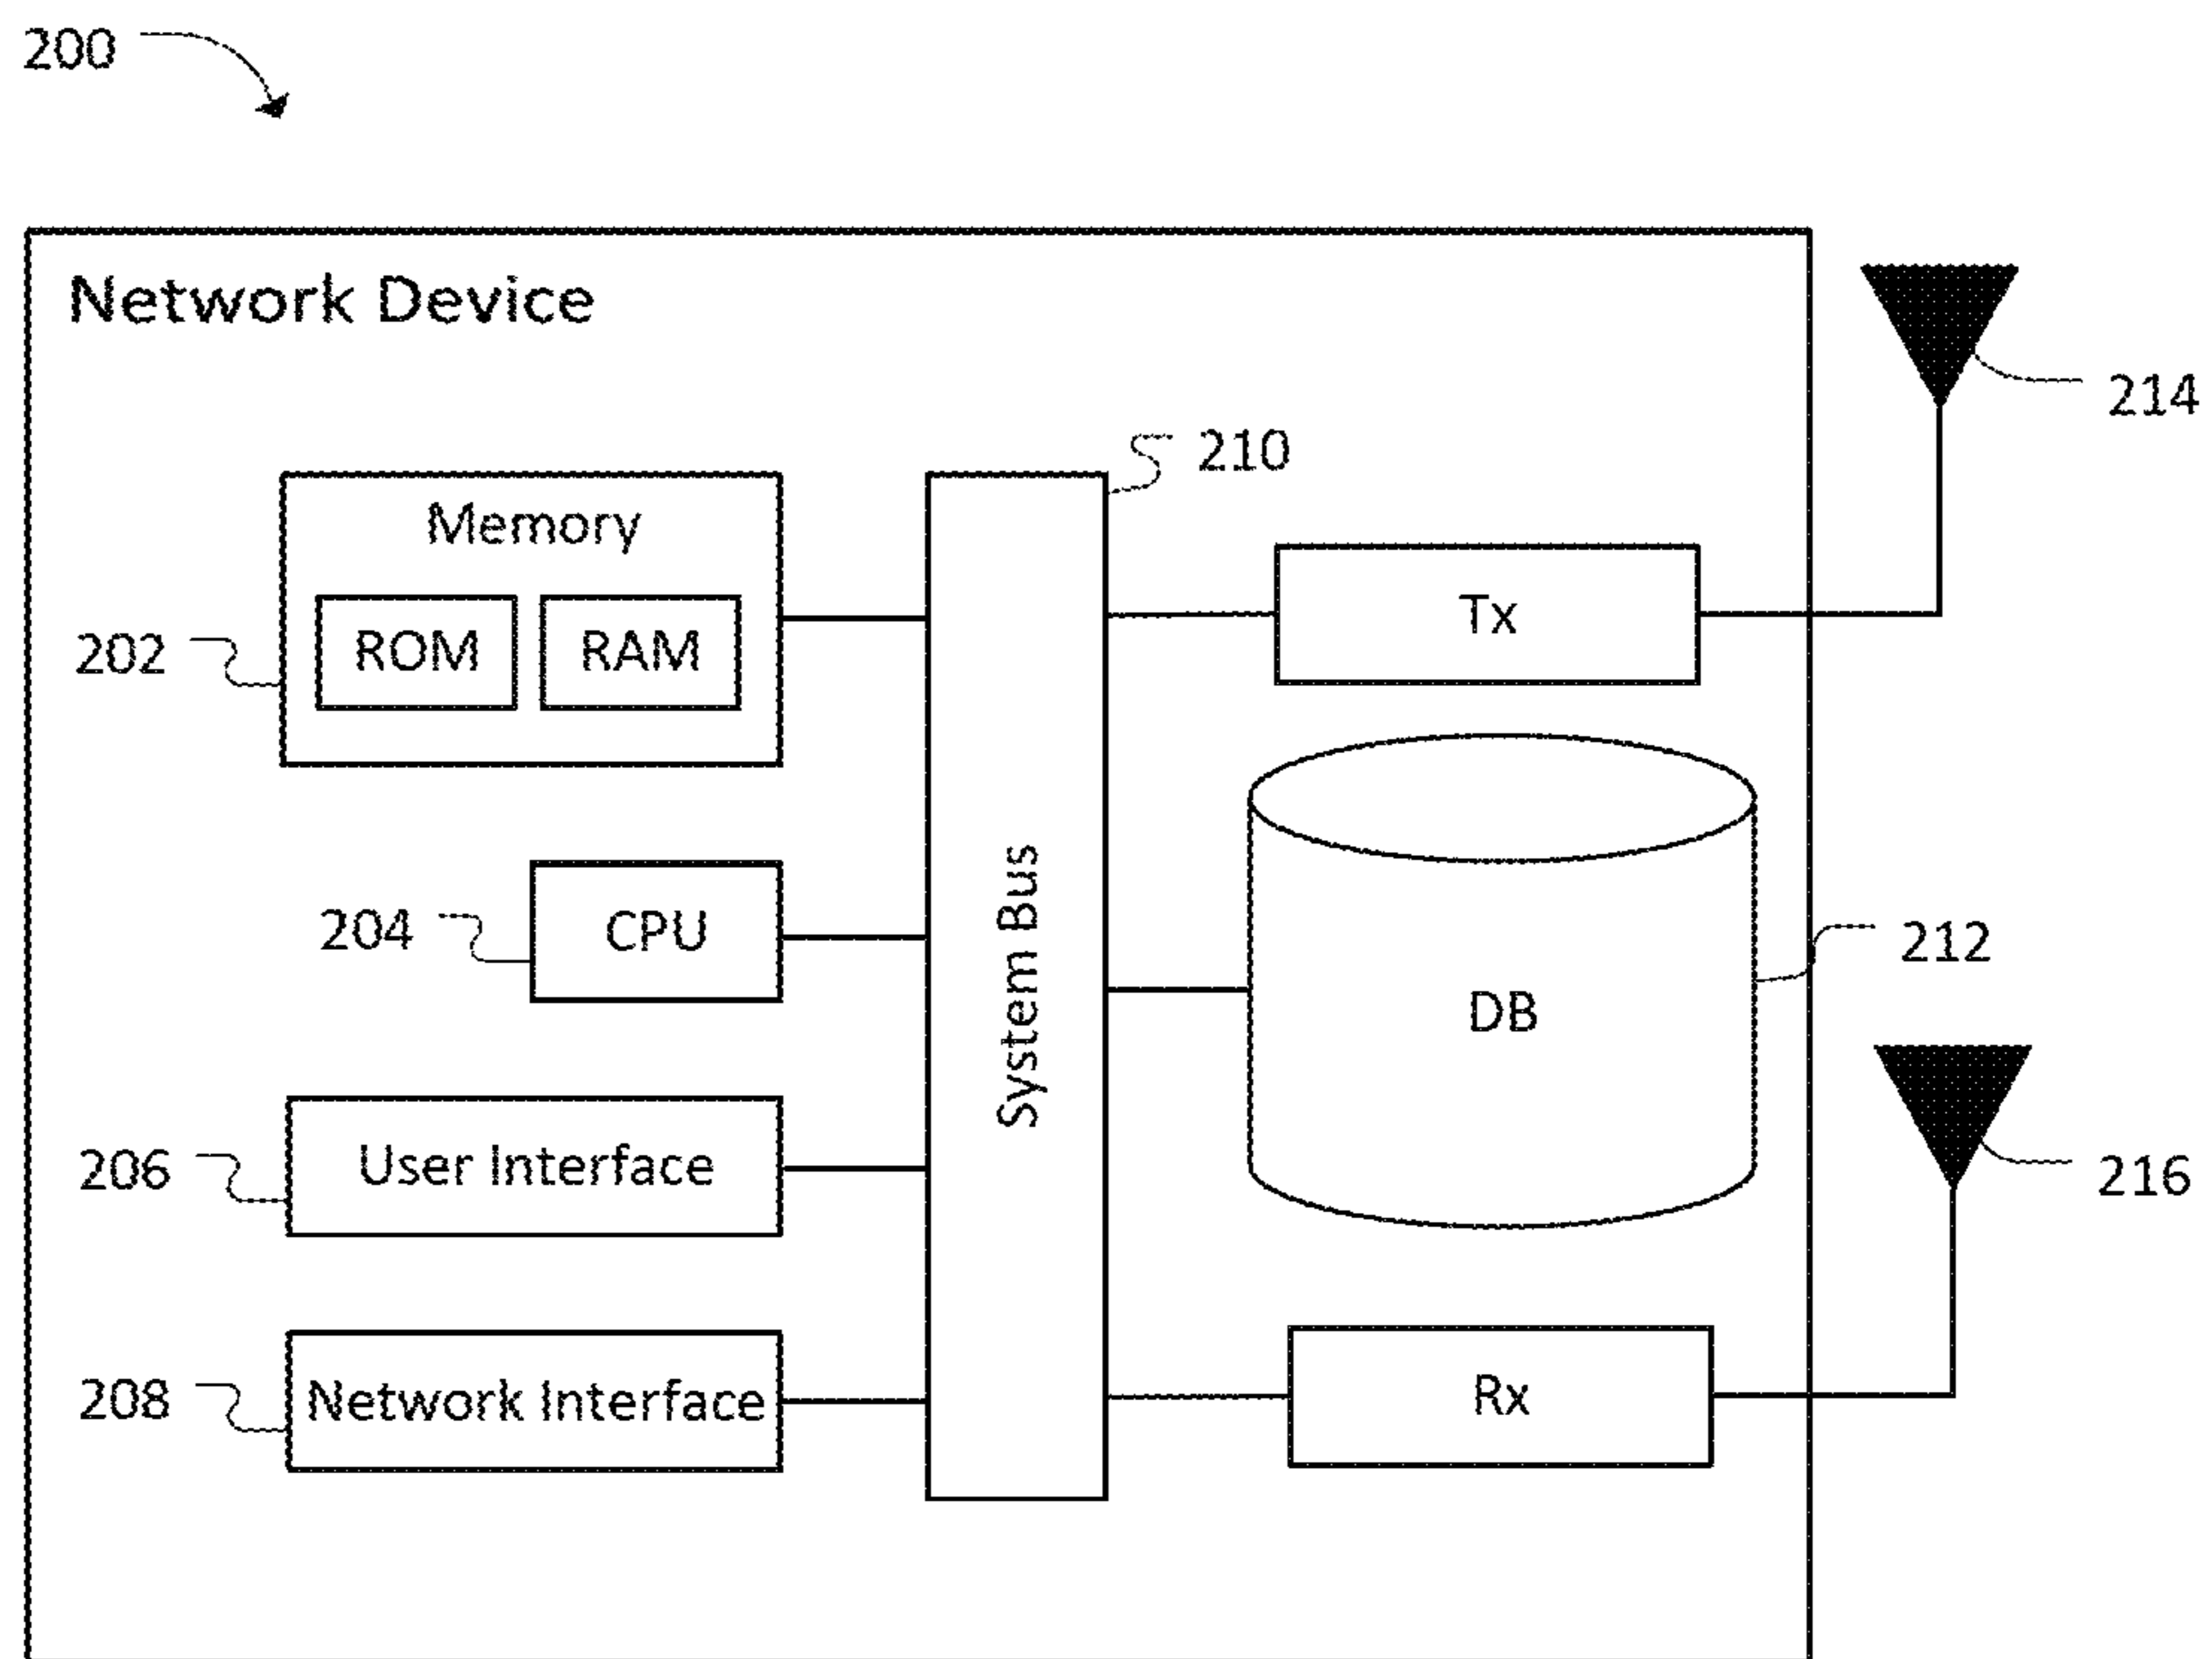 200
Network Device
214
210
Memory
Tx
202
ROM
RAM
204
CPU
System Bus
212
DB
206
User Interface
216
208
Network Interface
Rx